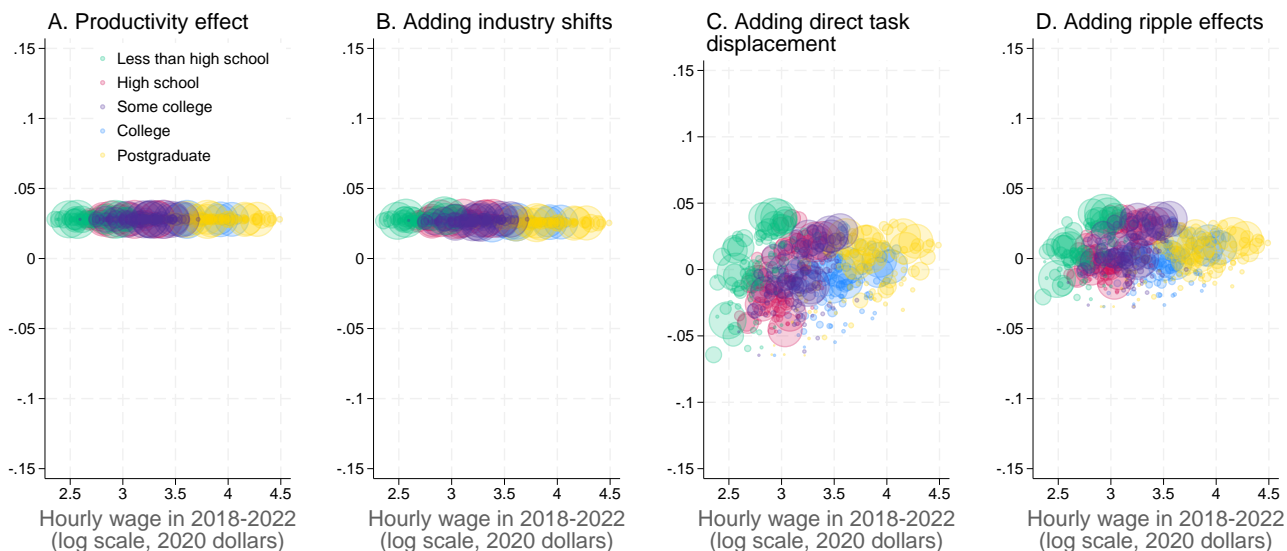 A. Productivity effect
.15
.1
.05
0
-.05
-.1
-.15
Less than high school
High school
Some college
College
Postgraduate
2.5 3 3.5 4 4.5
Hourly wage in 2018-2022
(log scale, 2020 dollars)
B. Adding industry shifts
.15
.1
.05
0
-.05
-.1
-.15
2.5 3 3.5 4 4.5
Hourly wage in 2018-2022
(log scale, 2020 dollars)
C. Adding direct task
displacement
.15
.1
.05
0
-.05
-.1
-.15
2.5 3 3.5 4 4.5
Hourly wage in 2018-2022
(log scale, 2020 dollars)
D. Adding ripple effects
.15
.1
.05
0
-.05
-.1
-.15
2.5 3 3.5 4 4.5
Hourly wage in 2018-2022
(log scale, 2020 dollars)